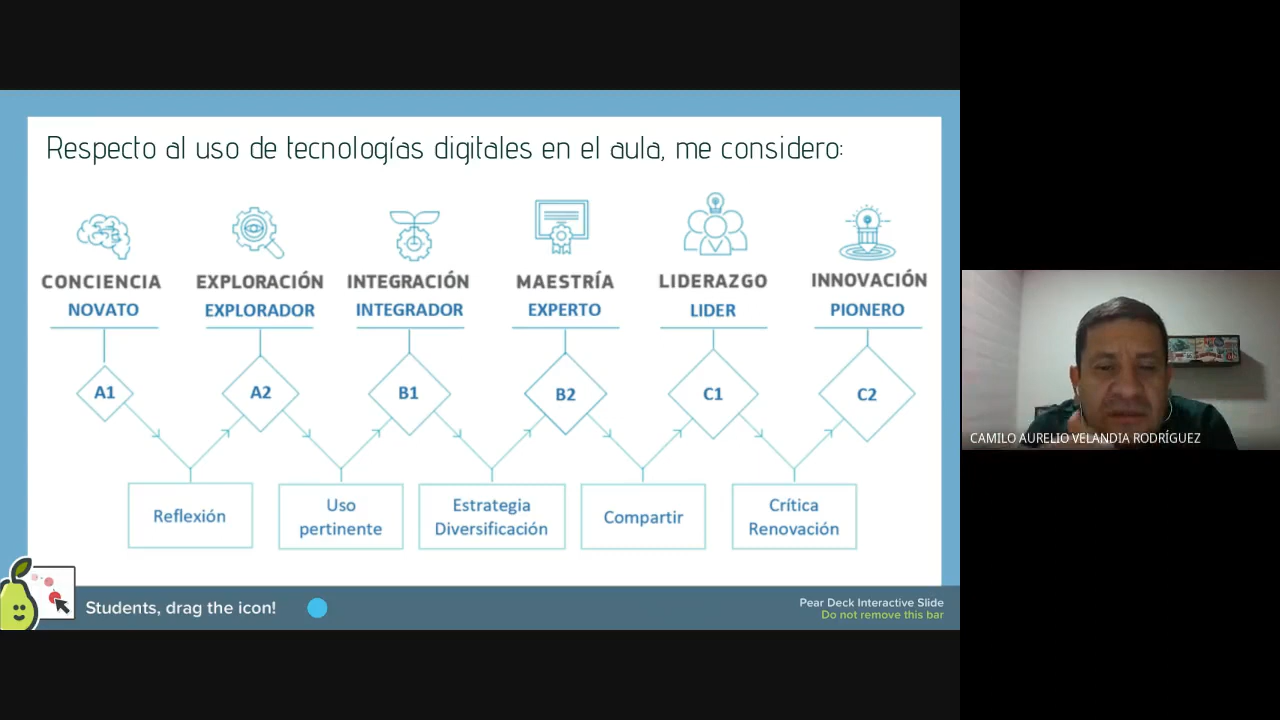 Respecto al uso de tecnologías digitales en el aula, me considero:
CONCIENCIA
EXPLORACIÓN
INTEGRACIÓN
MAESTRÍA
LIDERAZGO
INNOVACIÓN
NOVATO
EXPLORADOR
INTEGRADOR
EXPERTO
LIDER
PIONERO
A1
A2
B1
B2
C1
C2
Reflexión
Uso
pertinente
Estrategia
Diversificación
Compartir
Crítica
Renovación
Students, drag the icon!
Pear Deck Interactive Slide
Do not remove this bar
CAMILO AURELIO VELANDIA RODRÍGUEZ